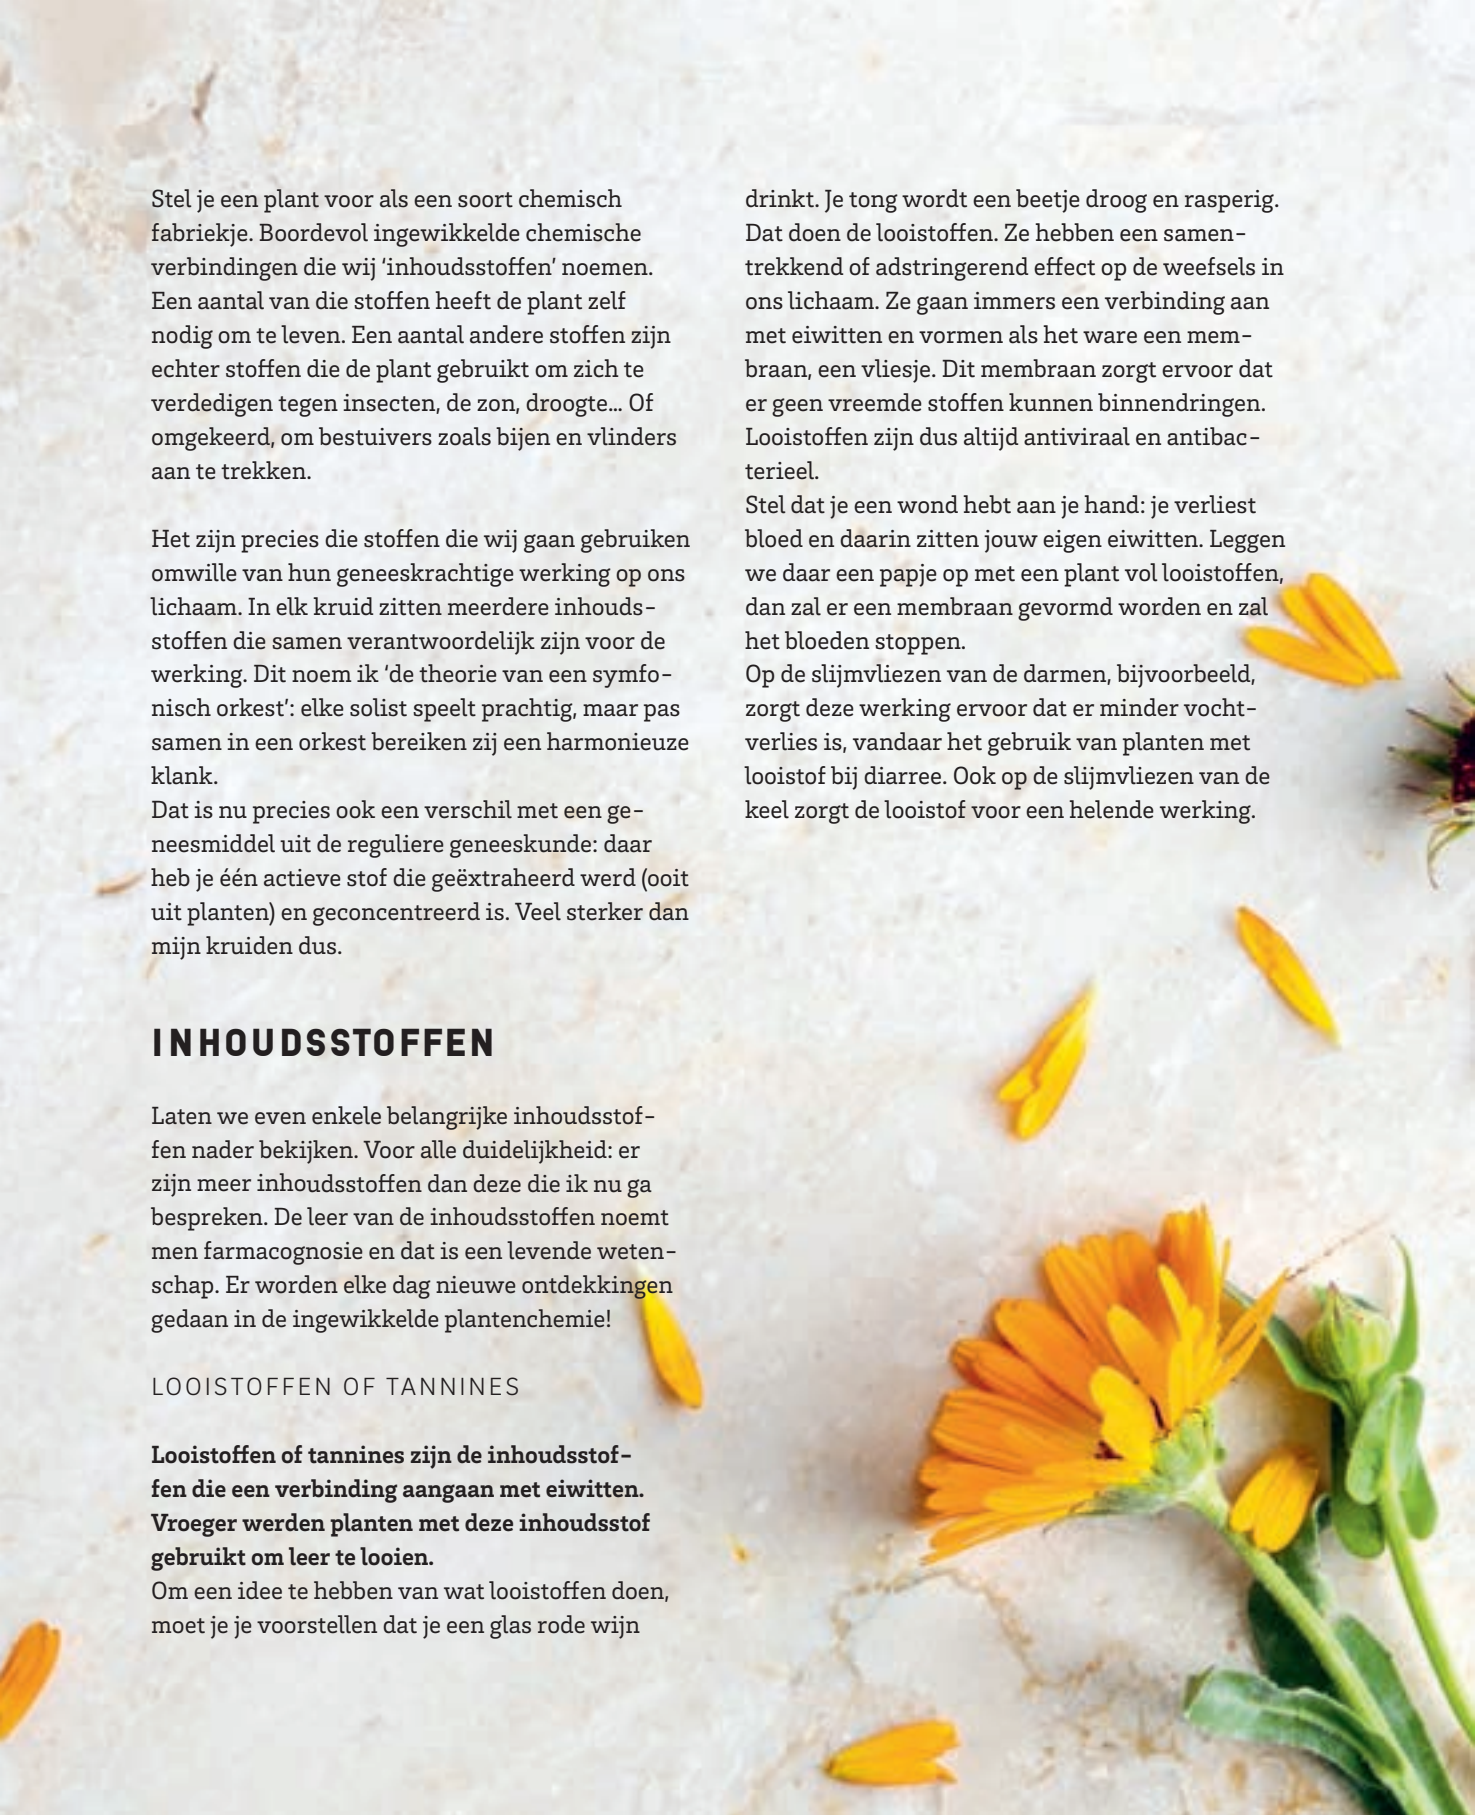 Stel je een plant voor als een soort chemisch
fabriekje. Boordevol ingewikkelde chemische
verbindingen die wij ‘inhoudsstoffen’ noemen.
Een aantal van die stoffen heeft de plant zelf
nodig om te leven. Een aantal andere stoffen zijn
echter stoffen die de plant gebruikt om zich te
verdedigen tegen insecten, de zon, droogte… Of
omgekeerd, om bestuivers zoals bijen en vlinders
aan te trekken.
Het zijn precies die stoffen die wij gaan gebruiken
omwille van hun geneeskrachtige werking op ons
lichaam. In elk kruid zitten meerdere inhouds-
stoffen die samen verantwoordelijk zijn voor de
werking. Dit noem ik ‘de theorie van een symfo-
nisch orkest’: elke solist speelt prachtig, maar pas
samen in een orkest bereiken zij een harmonieuze
klank.
Dat is nu precies ook een verschil met een ge-
neesmiddel uit de reguliere geneeskunde: daar
heb je één actieve stof die geëxtraheerd werd (ooit
uit planten) en geconcentreerd is. Veel sterker dan
mijn kruiden dus.
INHOUDSSTOFFEN
Laten we even enkele belangrijke inhoudsstof-
fen nader bekijken. Voor alle duidelijkheid: er
zijn meer inhoudsstoffen dan deze die ik nu ga
bespreken. De leer van de inhoudsstoffen noemt
men farmacognosie en dat is een levende weten-
schap. Er worden elke dag nieuwe ontdekkingen
gedaan in de ingewikkelde plantenchemie!
LOOISTOFFEN OF TANNINES
Looistoffen of tannines zijn de inhoudsstof-
fen die een verbinding aangaan met eiwitten.
Vroeger werden planten met deze inhoudsstof
gebruikt om leer te looien.
Om een idee te hebben van wat looistoffen doen,
moet je je voorstellen dat je een glas rode wijn
drinkt. Je tong wordt een beetje droog en rasperig.
Dat doen de looistoffen. Ze hebben een samen-
trekkend of adstringerend effect op de weefsels in
ons lichaam. Ze gaan immers een verbinding aan
met eiwitten en vormen als het ware een mem-
braan, een vliesje. Dit membraan zorgt ervoor dat
er geen vreemde stoffen kunnen binnendringen.
Looistoffen zijn dus altijd antiviraal en antibac-
terieel.
Stel dat je een wond hebt aan je hand: je verliest
bloed en daarin zitten jouw eigen eiwitten. Leggen
we daar een papje op met een plant vol looistoffen,
dan zal er een membraan gevormd worden en zal
het bloeden stoppen.
Op de slijmvliezen van de darmen, bijvoorbeeld,
zorgt deze werking ervoor dat er minder vocht-
verlies is, vandaar het gebruik van planten met
looistof bij diarree. Ook op de slijmvliezen van de
keel zorgt de looistof voor een helende werking.